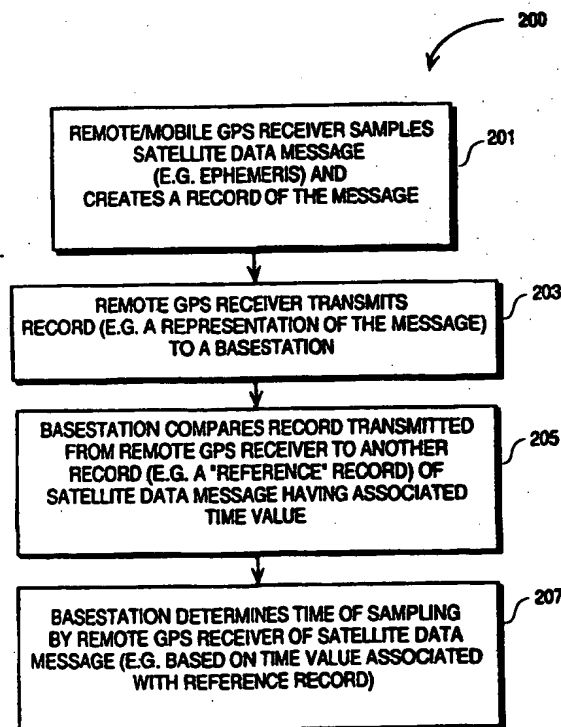 200
REMOTE/MOBILE GPS RECEIVER SAMPLES
SATELLITE DATA MESSAGE
(E.G. EPHEMERIS) AND
CREATES A RECORD OF THE MESSAGE
201
REMOTE GPS RECEIVER TRANSMITS
RECORD (E.G. A REPRESENTATION OF THE MESSAGE)
TO A BASESTATION
203
BASESTATION COMPARES RECORD TRANSMITTED
FROM REMOTE GPS RECEIVER TO ANOTHER
RECORD (E.G. A "REFERENCE" RECORD) OF
SATELLITE DATA MESSAGE HAVING ASSOCIATED
TIME VALUE
205
BASESTATION DETERMINES TIME OF SAMPLING
BY REMOTE GPS RECEIVER OF SATELLITE DATA
MESSAGE (E.G. BASED ON TIME VALUE ASSOCIATED
WITH REFERENCE RECORD)
207